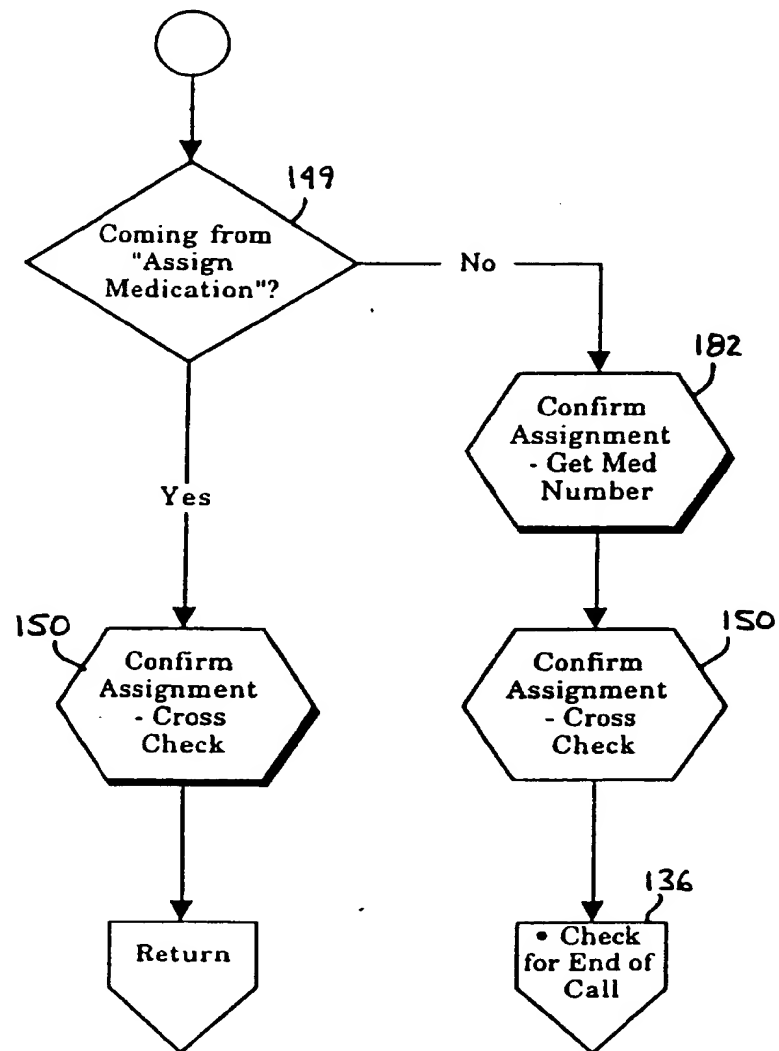 149
Coming from
"Assign
Medication"?
No
182
Confirm
Assignment
- Get Med
Number
Yes
150
Confirm
Assignment
- Cross
Check
150
Confirm
Assignment
- Cross
Check
Return
136
• Check
for End of
Call